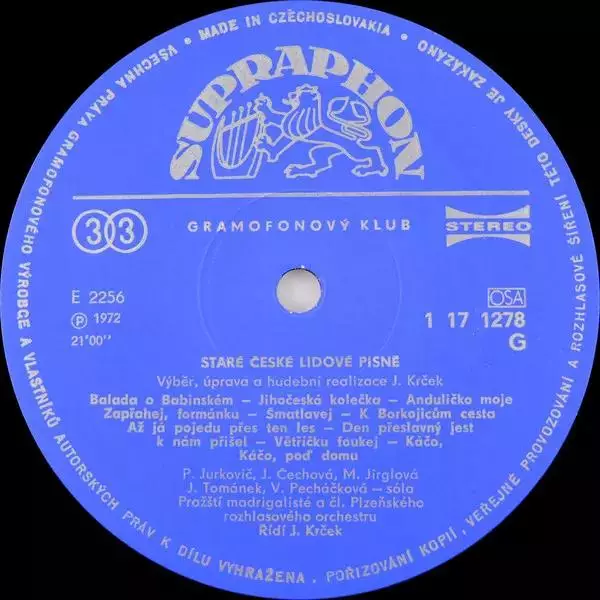 VŠECHNA PRÁVA GRAMOFONOVÉHO VÝROBCE A VLASTNÍKŮ AUTORSKÝCH PRÁV K DÍLU VYHRAŽENA . POŘIZOVÁNÍ KOPIÍ, VEŘEJNÉ PROVOZOVÁNÍ A ROZHLASOVÉ ŠÍŘENÍ TÉTO DESKY JE ZAKÁZÁNO • MADE IN CZECHOSLOVAKIA •
SUPRAPHON
33
GRAMOFONOVÝ KLUB
STEREO
E 2256
Ⓟ 1972
21'00"
OSA
1 17 1278
G
STARÉ ČESKÉ LIDOVÉ PÍSNĚ
Výběr, úprava a hudební realizace J. Krček
Balada o Babinském – Jihočeská kolečka – Anduličko moje
Zapřahej, formánku – Šmatlavej – K Borkojicům cesta
Až já pojedu přes ten les – Den přeslavný jest
k nám přišel – Větříčku foukej – Káčo,
Káčo, poď domu
P. Jurkovič, J. Čechová, M. Jirglová
J. Tománek, V. Pecháčková – sóla
Pražští madrigalisté a čl. Plzeňského
rozhlasového orchestru
Řídí J. Krček